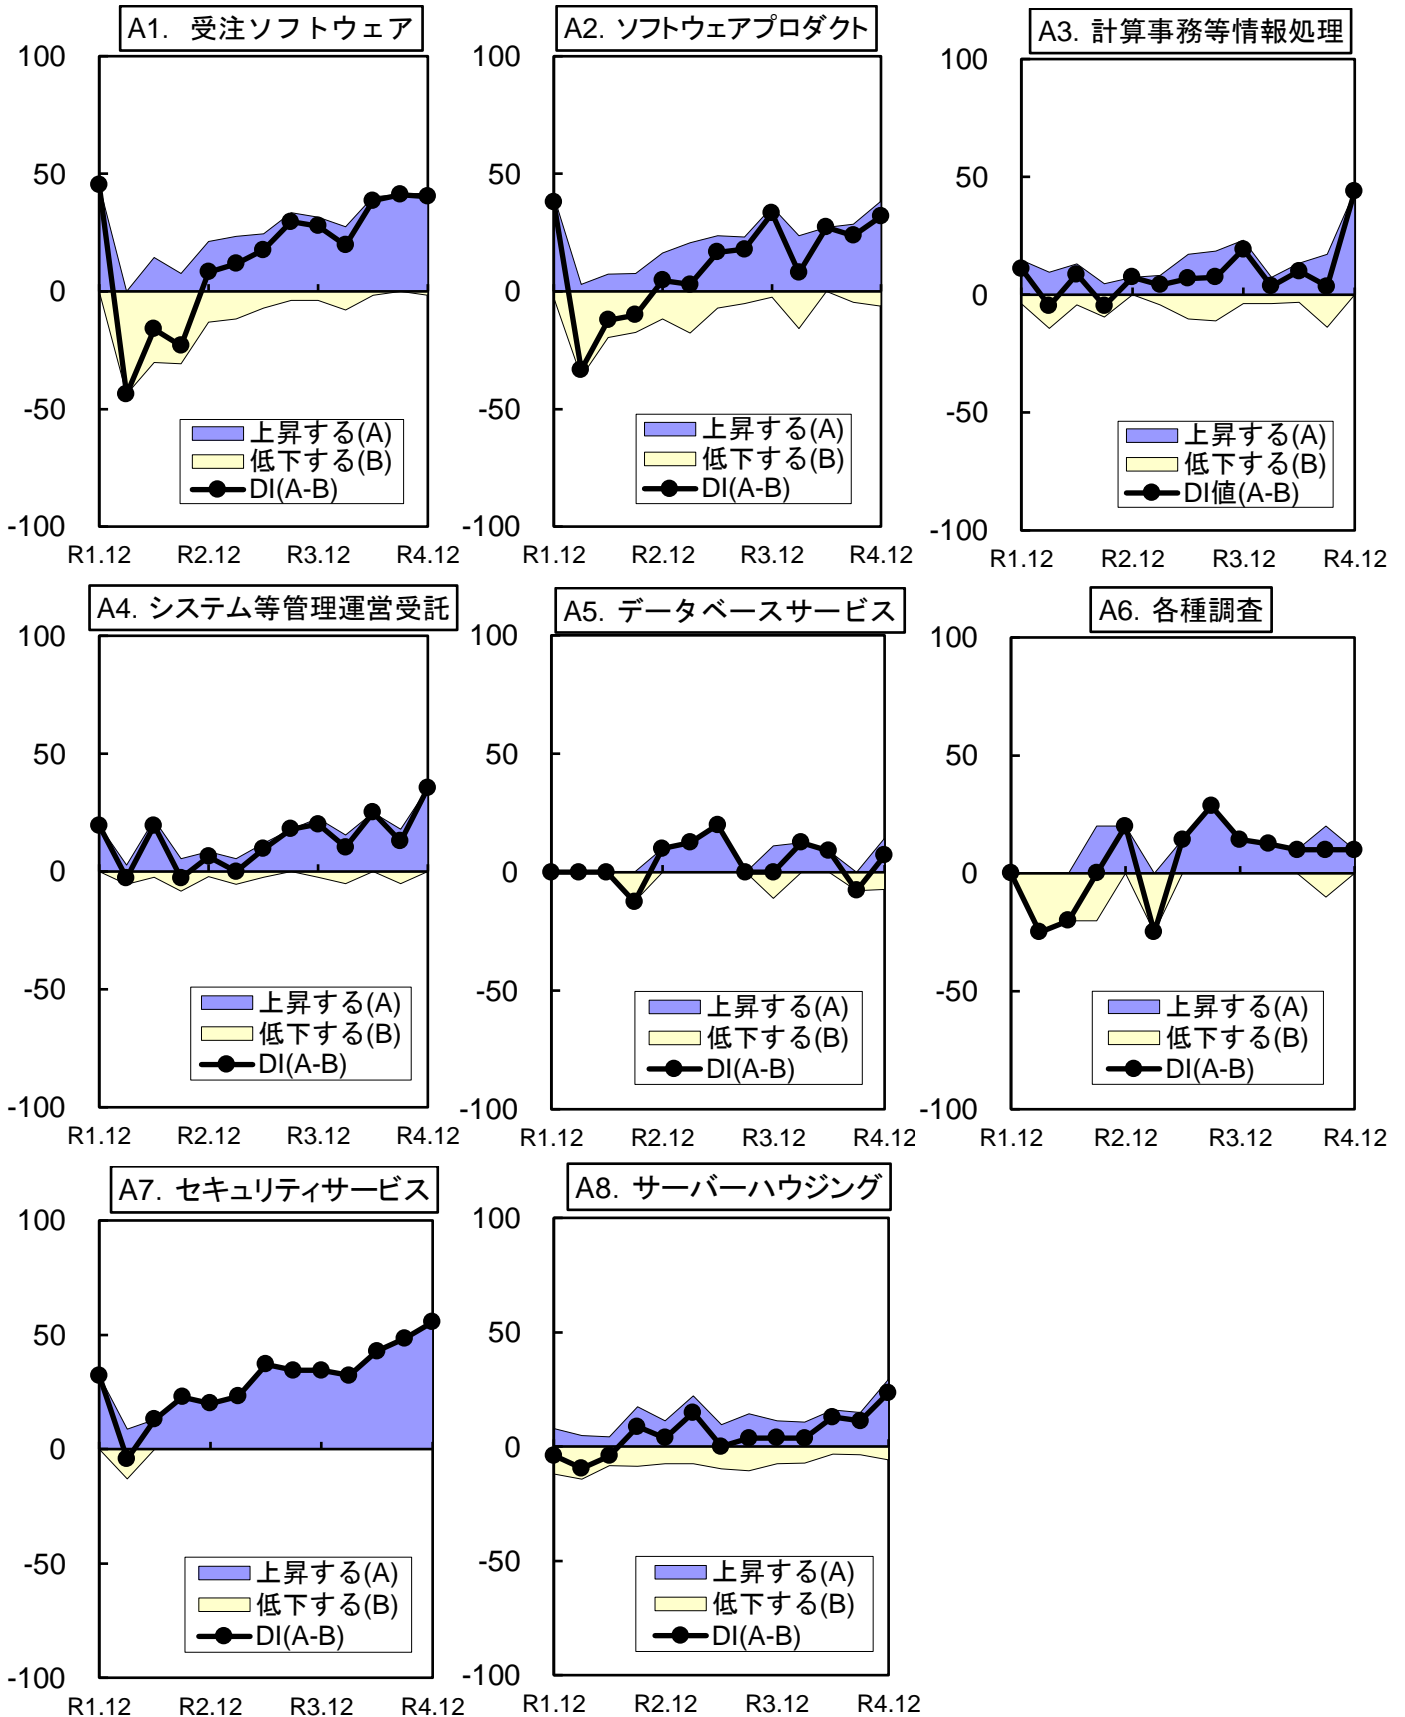 A1. 受注ソフトウェア
100
50
0
-50
-100
上昇する(A)
低下する(B)
DI(A-B)
R1.12 R2.12 R3.12 R4.12
A2. ソフトウェアプロダクト
100
50
0
-50
-100
上昇する(A)
低下する(B)
DI(A-B)
R1.12 R2.12 R3.12 R4.12
A3. 計算事務等情報処理
100
50
0
-50
-100
上昇する(A)
低下する(B)
DI値(A-B)
R1.12 R2.12 R3.12 R4.12
A4. システム等管理運営受託
100
50
0
-50
-100
上昇する(A)
低下する(B)
DI(A-B)
R1.12 R2.12 R3.12 R4.12
A5. データベースサービス
100
50
0
-50
-100
上昇する(A)
低下する(B)
DI(A-B)
R1.12 R2.12 R3.12 R4.12
A6. 各種調査
100
50
0
-50
-100
上昇する(A)
低下する(B)
DI(A-B)
R1.12 R2.12 R3.12 R4.12
A7. セキュリティサービス
100
50
0
-50
-100
上昇する(A)
低下する(B)
DI(A-B)
R1.12 R2.12 R3.12 R4.12
A8. サーバーハウジング
100
50
0
-50
-100
上昇する(A)
低下する(B)
DI(A-B)
R1.12 R2.12 R3.12 R4.12